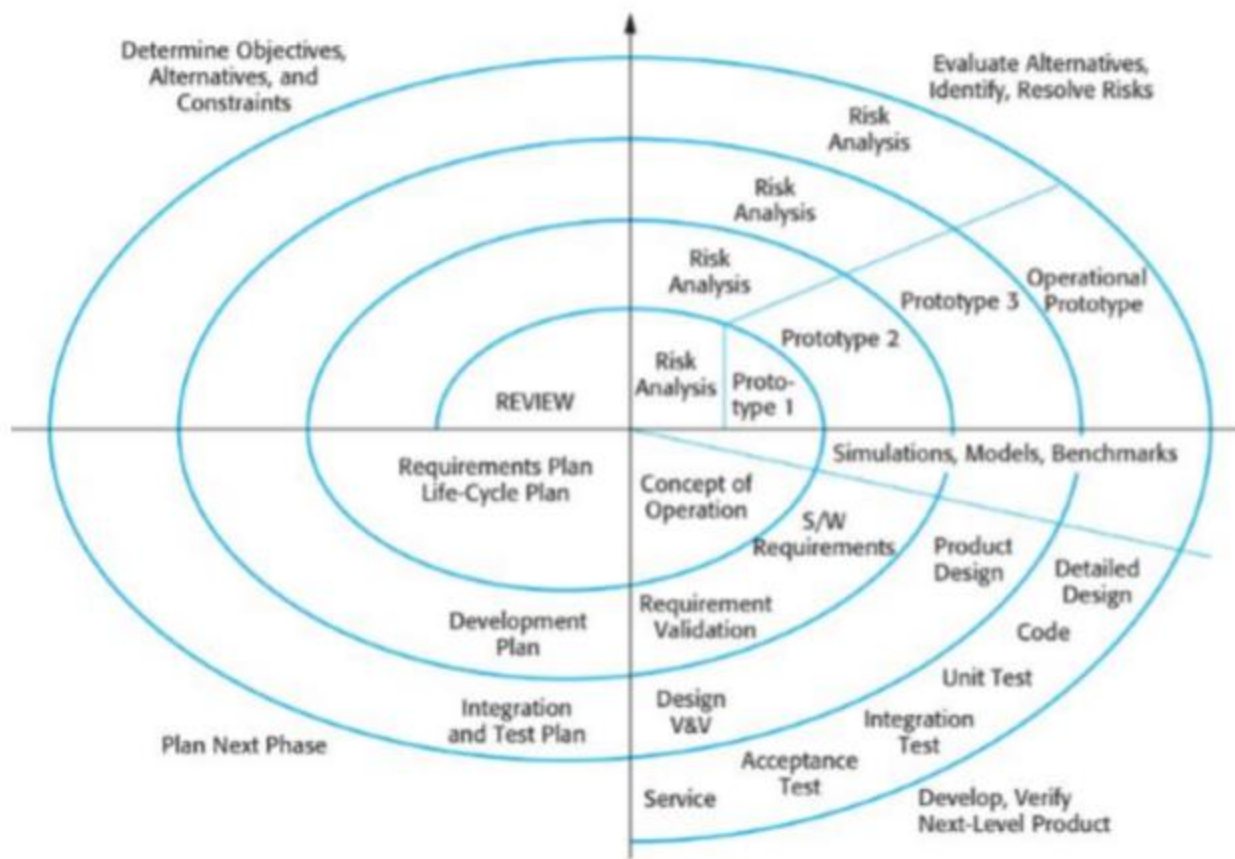 Determine Objectives,
Alternatives, and
Constraints
Evaluate Alternatives,
Identify, Resolve Risks
Risk
Analysis
Risk
Analysis
Risk
Analysis
Operational
Prototype
Prototype 3
Prototype 2
Risk
Analysis
Proto-
type 1
REVIEW
Requirements Plan
Life-Cycle Plan
Simulations, Models, Benchmarks
Concept of
Operation
S/W
Requirements
Product
Design
Detailed
Design
Development
Plan
Requirement
Validation
Code
Unit Test
Integration
and Test Plan
Design
V&V
Integration
Test
Plan Next Phase
Acceptance
Test
Service
Develop, Verify
Next-Level Product